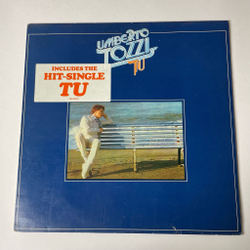 UMBERTO
TOZZI
TU
INCLUDES THE
HIT-SINGLE
TU